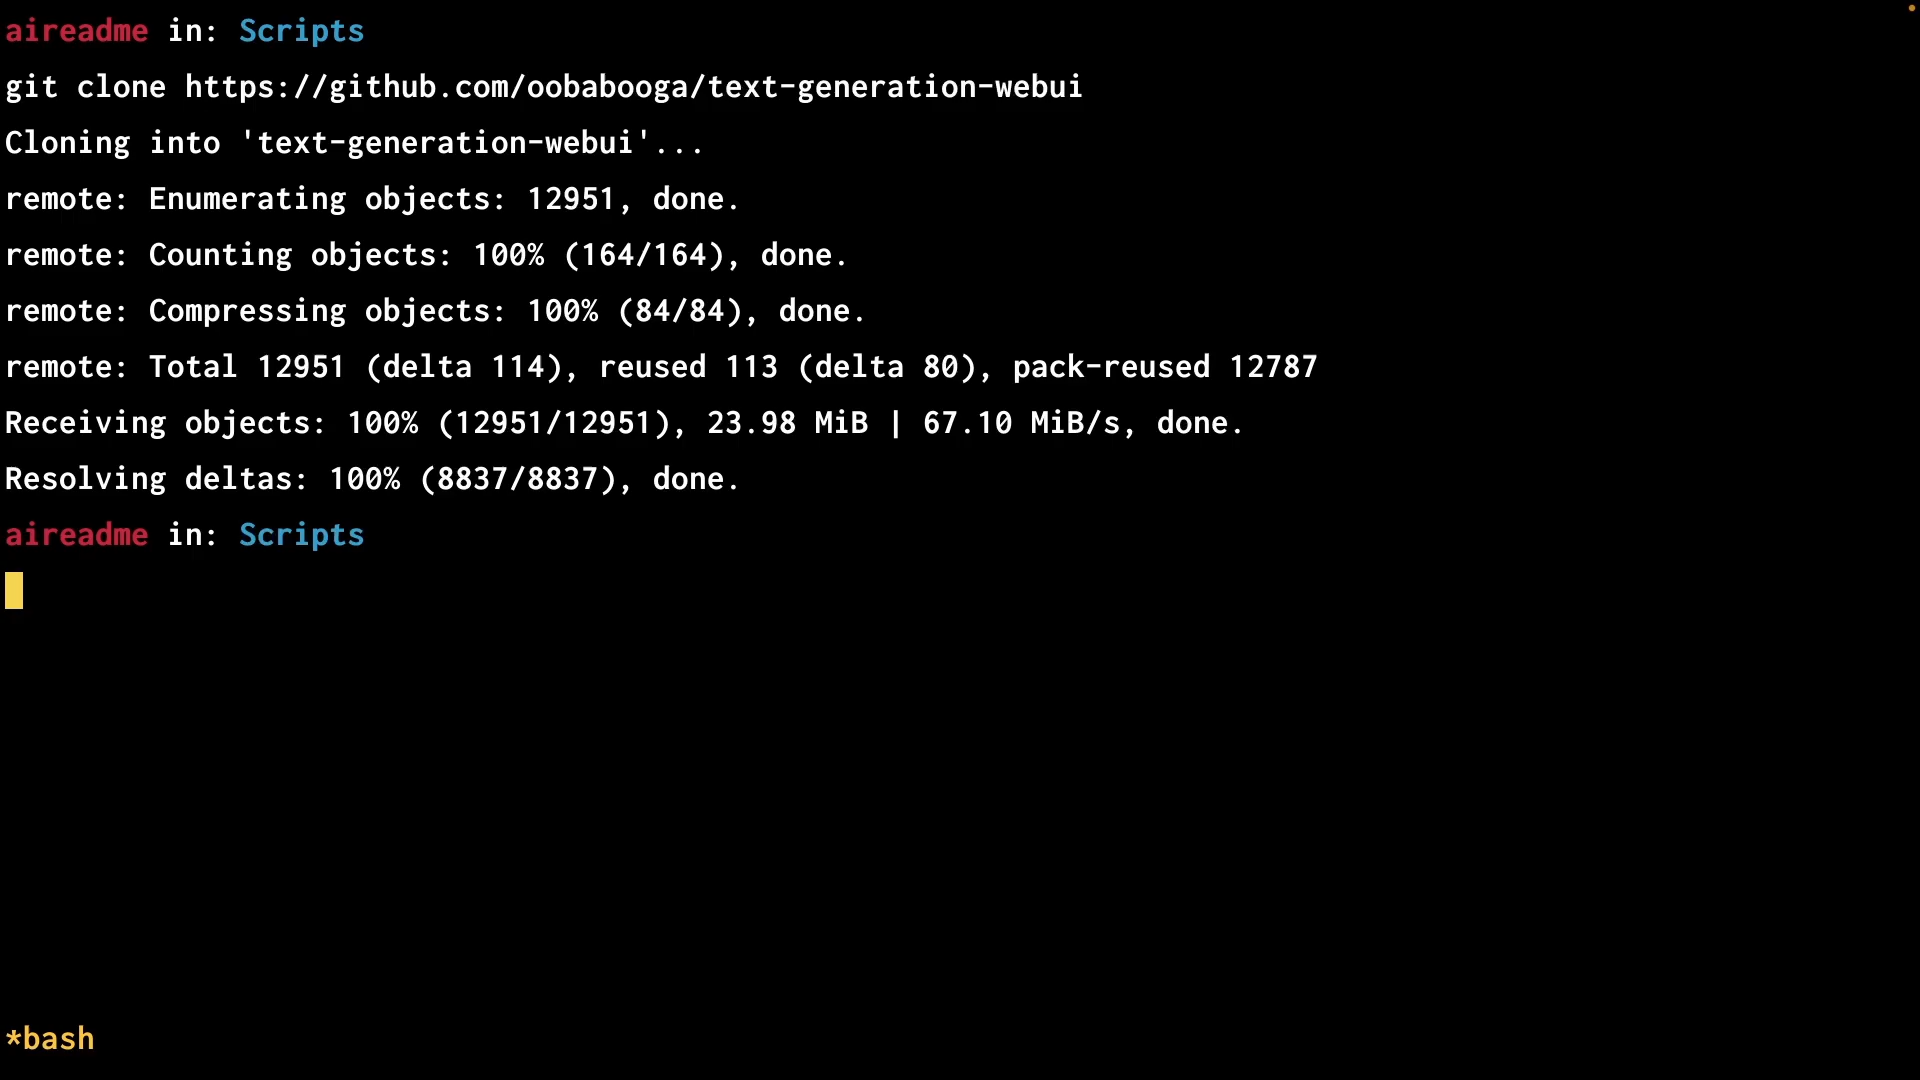 aireadme in: Scripts
git clone https://github.com/oobabooga/text-generation-webui
Cloning into 'text-generation-webui'...
remote: Enumerating objects: 12951, done.
remote: Counting objects: 100% (164/164), done.
remote: Compressing objects: 100% (84/84), done.
remote: Total 12951 (delta 114), reused 113 (delta 80), pack-reused 12787
Receiving objects: 100% (12951/12951), 23.98 MiB | 67.10 MiB/s, done.
Resolving deltas: 100% (8837/8837), done.
aireadme in: Scripts
*bash